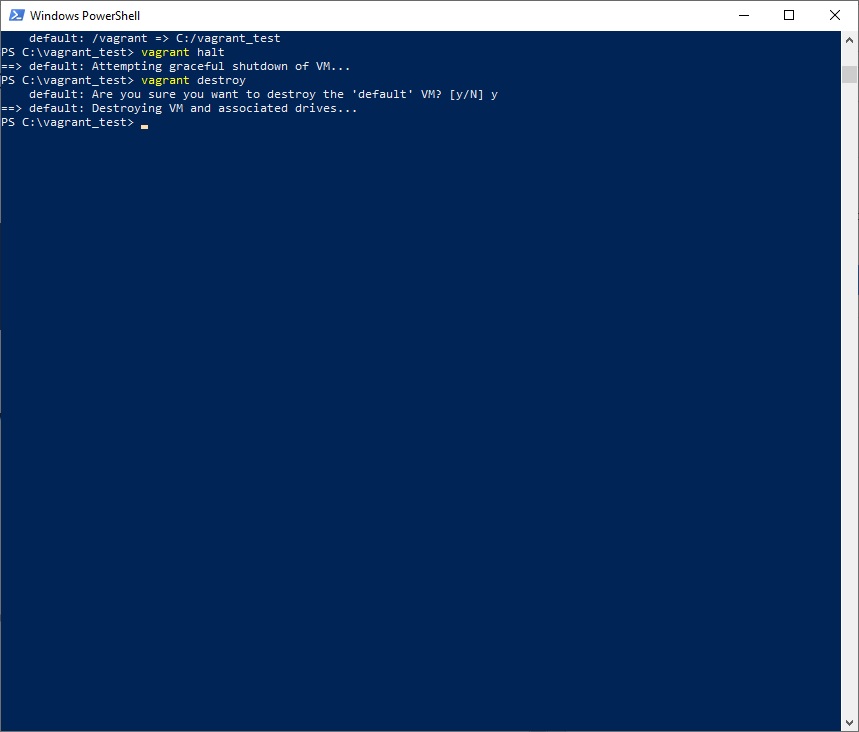 Windows PowerShell
default: /vagrant => C:/vagrant_test
PS C:\vagrant_test> vagrant halt
==> default: Attempting graceful shutdown of VM...
PS C:\vagrant_test> vagrant destroy
default: Are you sure you want to destroy the 'default' VM? [y/N] y
==> default: Destroying VM and associated drives...
PS C:\vagrant_test>